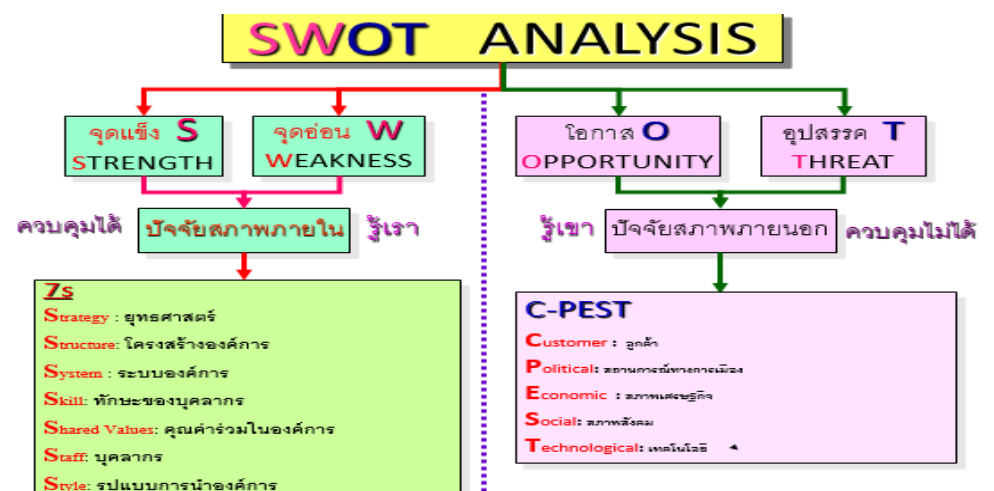 SWOT ANALYSIS
จุดแข็ง S
STRENGTH
จุดอ่อน W
WEAKNESS
โอกาส O
OPPORTUNITY
อุปสรรค T
THREAT
ควบคุมได้ ปัจจัยสภาพภายใน รู้เรา
รู้เขา ปัจจัยสภาพภายนอก ควบคุมไม่ได้
7s
Strategy : ยุทธศาสตร์
Structure: โครงสร้างองค์การ
System : ระบบองค์การ
Skill: ทักษะของบุคลากร
Shared Values: คุณค่าร่วมในองค์การ
Staff: บุคลากร
Style: รูปแบบการนำองค์การ
C-PEST
Customer : ลูกค้า
Political: สถานการณ์ทางการเมือง
Economic : สภาพเศรษฐกิจ
Social: สภาพสังคม
Technological: เทคโนโลยี